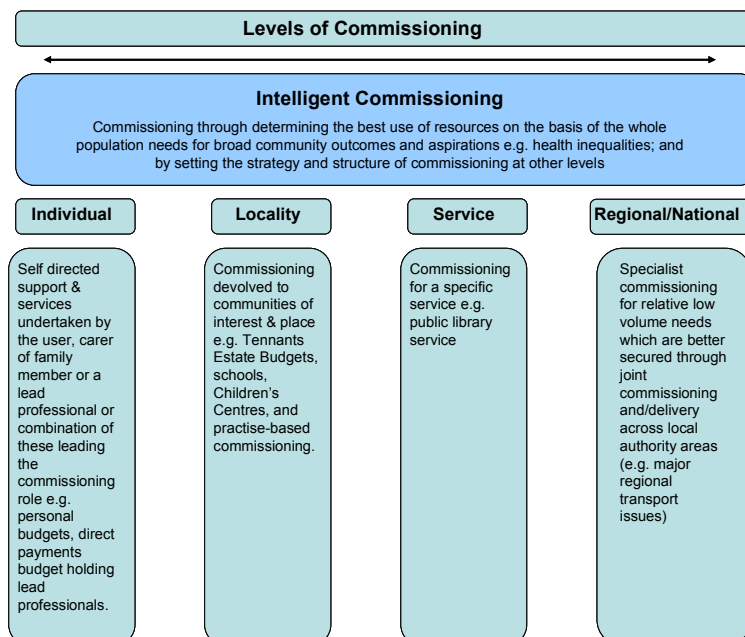 Levels of Commissioning
Intelligent Commissioning
Commissioning through determining the best use of resources on the basis of the whole
population needs for broad community outcomes and aspirations e.g. health inequalities; and
by setting the strategy and structure of commissioning at other levels
Individual
Self directed
support &
services
undertaken by
the user, carer
of family
member or a
lead
professional or
combination of
these leading
the
commissioning
role e.g.
personal
budgets, direct
payments
budget holding
lead
professionals.
Locality
Commissioning
devolved to
communities of
interest & place
e.g. Tennants
Estate Budgets,
schools,
Children's
Centres, and
practise-based
commissioning.
Service
Commissioning
for a specific
service e.g.
public library
service
Regional/National
Specialist
commissioning
for relative low
volume needs
which are better
secured through
joint
commissioning
and/delivery
across local
authority areas
(e.g. major
regional
transport
issues)